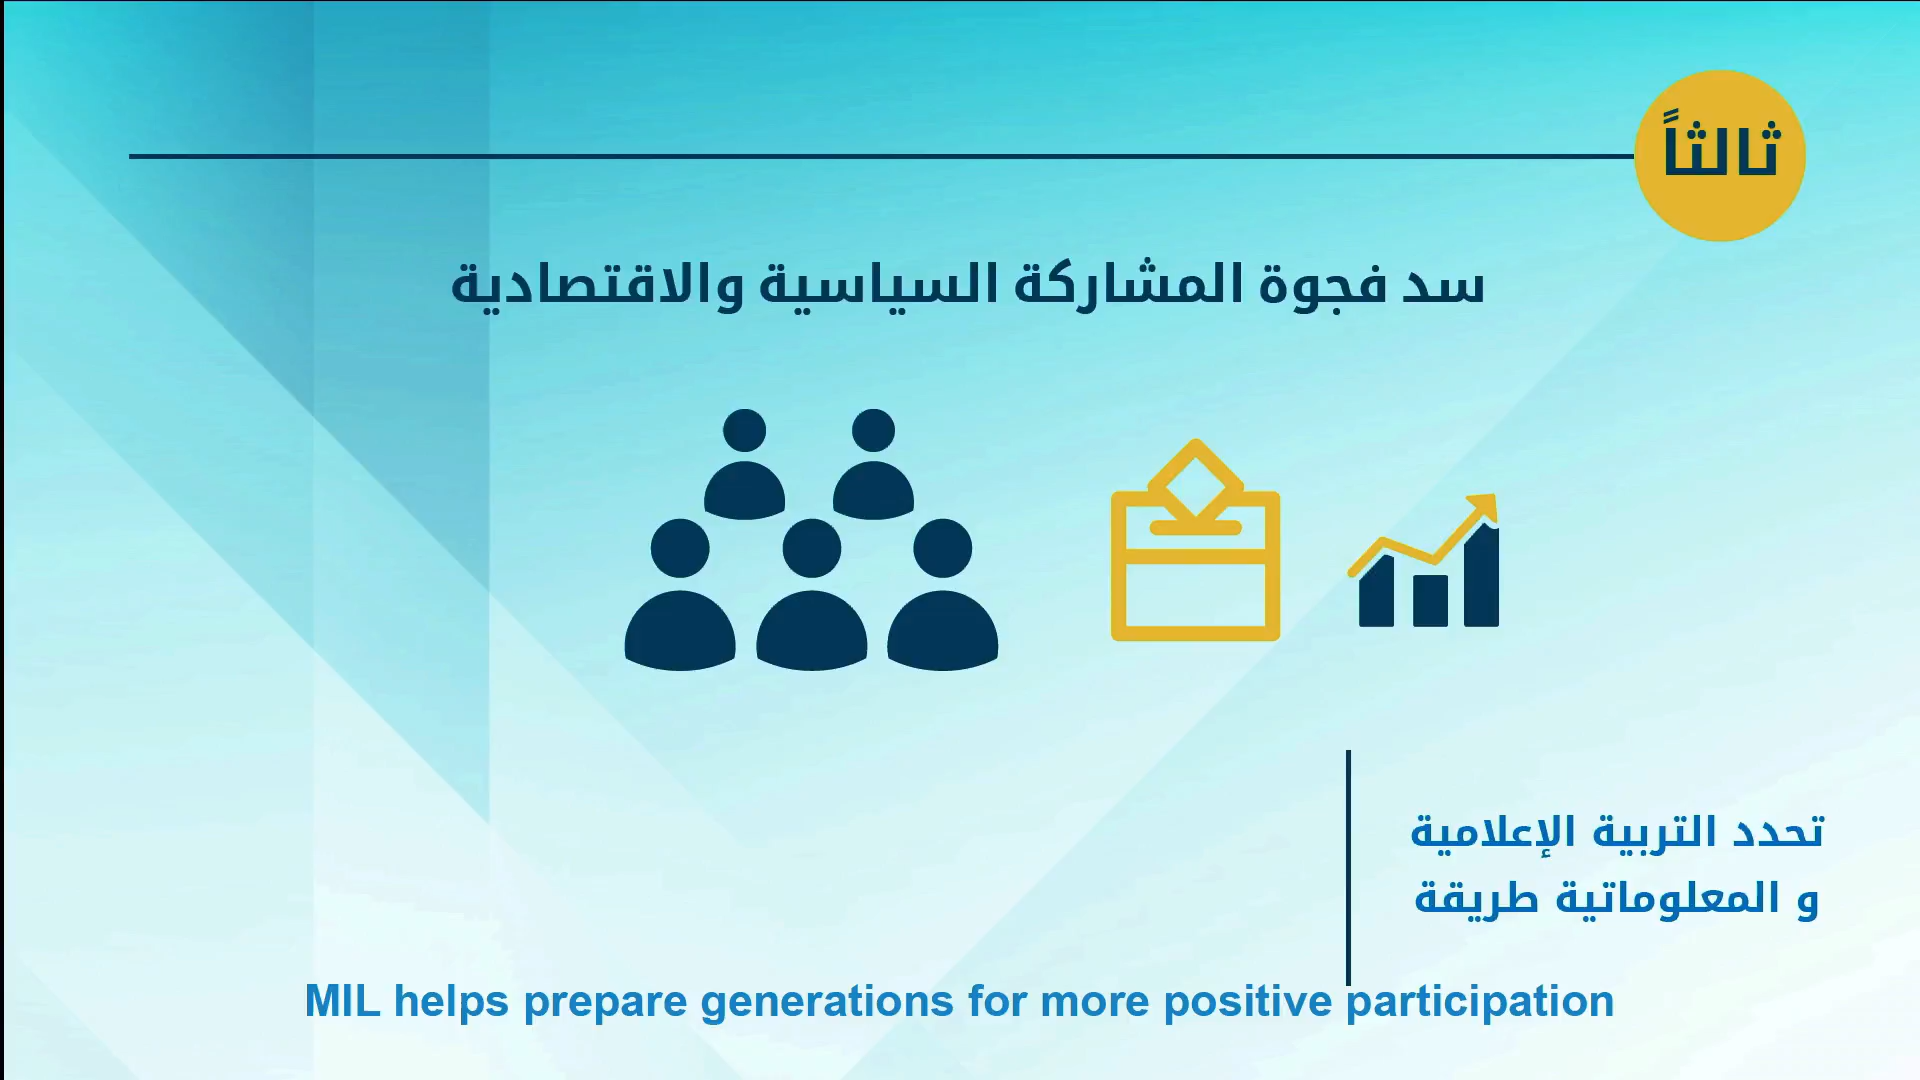 ثالثاً
سد فجوة المشاركة السياسية والاقتصادية
تحدد التربية الإعلامية
و المعلوماتية طريقة
MIL helps prepare generations for more positive participation